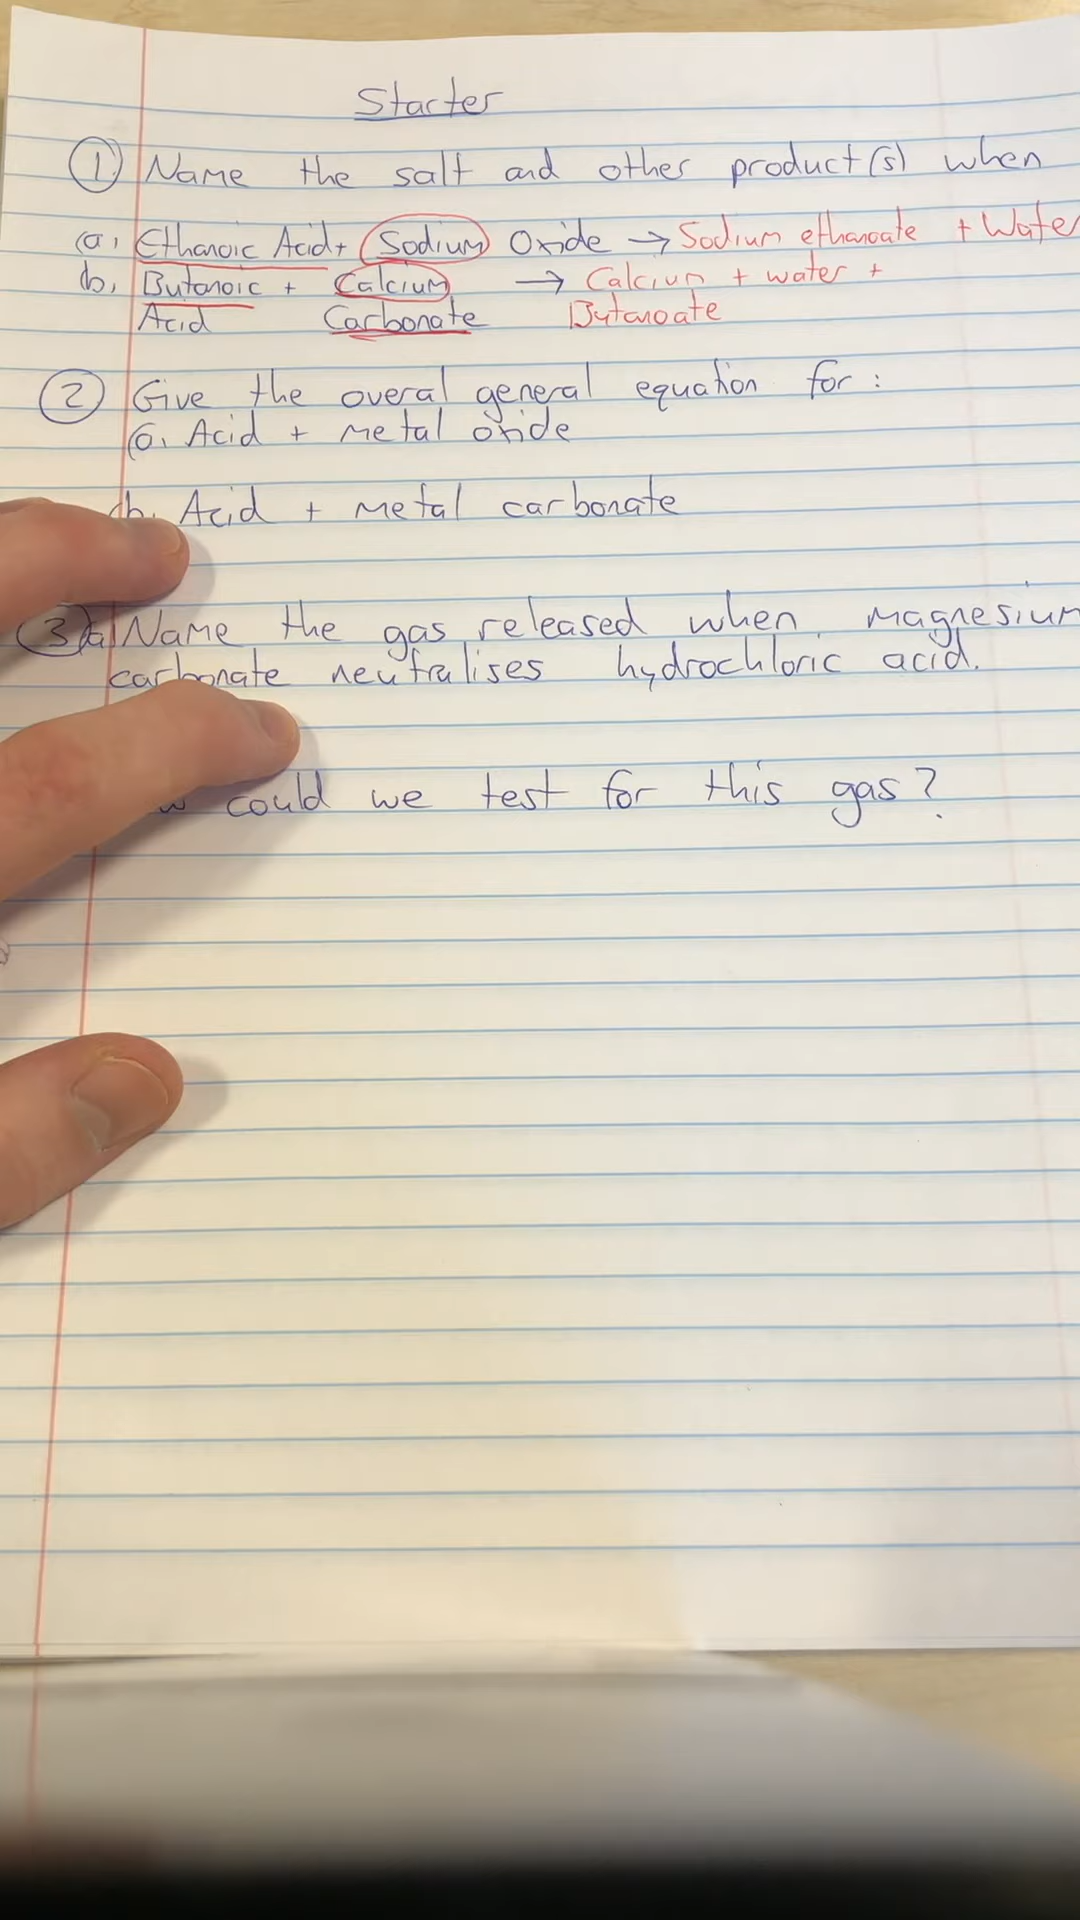 Starter
① Name the salt and other product(s) when
(a, Ethanoic Acid + Sodium Oxide → Sodium ethanoate + Water
(b, Butanoic + Calcium → Calcium + water +
Acid Carbonate Butanoate
② Give the overal general equation for :
(a, Acid + Metal oxide
(b, Acid + Metal carbonate
③ a) Name the gas released when magnesium
carbonate neutralises hydrochloric acid.
could we test for this gas?